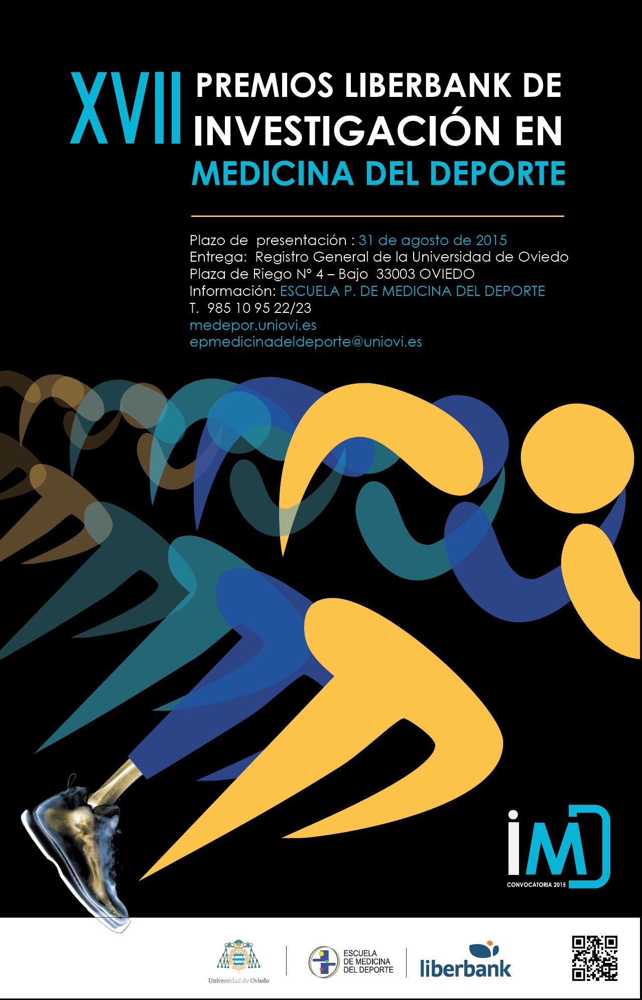 XVII PREMIOS LIBERBANK DE
INVESTIGACIÓN EN
MEDICINA DEL DEPORTE
Plazo de presentación : 31 de agosto de 2015
Entrega: Registro General de la Universidad de Oviedo
Plaza de Riego Nº 4 – Bajo 33003 OVIEDO
Información: ESCUELA P. DE MEDICINA DEL DEPORTE
T. 985 10 95 22/23
medepor.uniovi.es
epmedicinadeldeporte@uniovi.es
iMD
CONVOCATORIA 2015
Universidad de Oviedo
ESCUELA
DE MEDICINA
DEL DEPORTE
liberbank